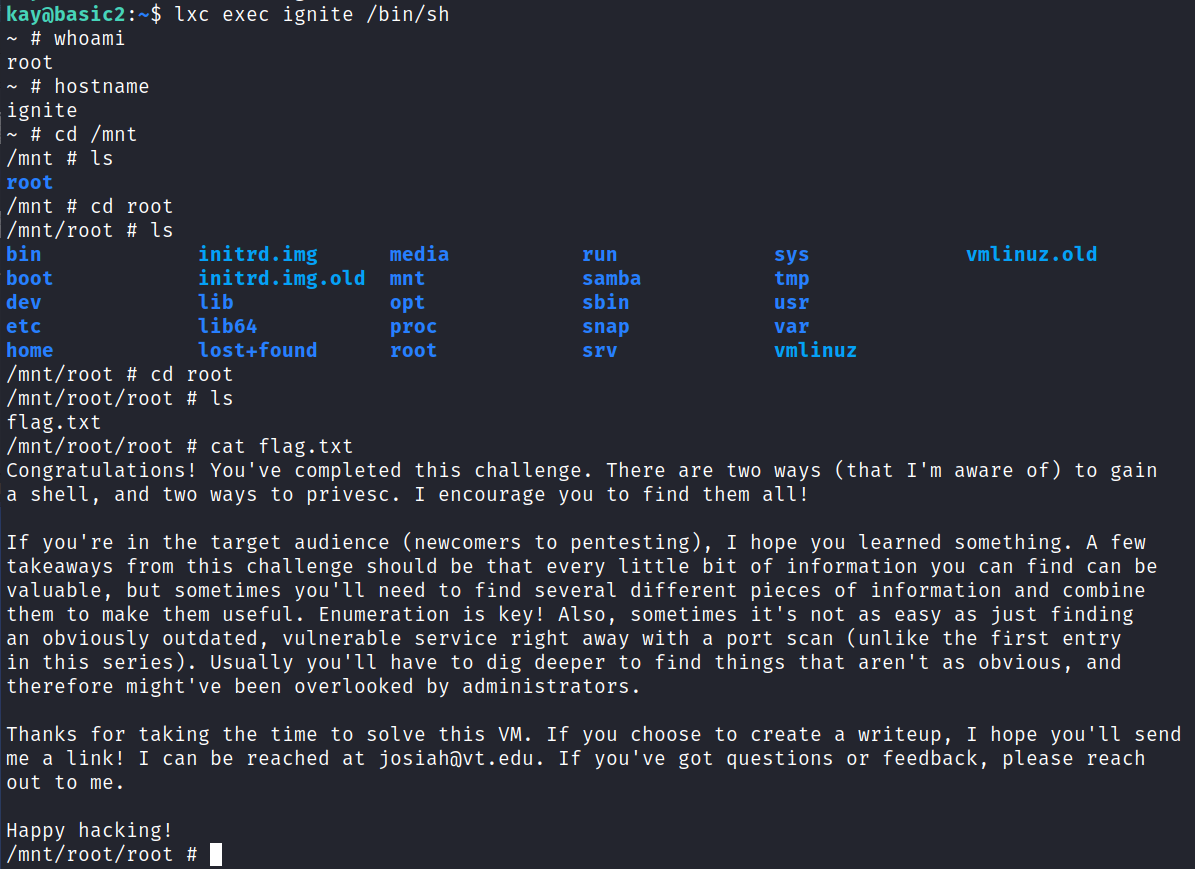 kay@basic2:~$ lxc exec ignite /bin/sh
~ # whoami
root
~ # hostname
ignite
~ # cd /mnt
/mnt # ls
root
/mnt # cd root
/mnt/root # ls
bin initrd.img media run sys vmlinuz.old
boot initrd.img.old mnt samba tmp
dev lib opt sbin usr
etc lib64 proc snap var
home lost+found root srv vmlinuz
/mnt/root # cd root
/mnt/root/root # ls
flag.txt
/mnt/root/root # cat flag.txt
Congratulations! You've completed this challenge. There are two ways (that I'm aware of) to gain
a shell, and two ways to privesc. I encourage you to find them all!

If you're in the target audience (newcomers to pentesting), I hope you learned something. A few
takeaways from this challenge should be that every little bit of information you can find can be
valuable, but sometimes you'll need to find several different pieces of information and combine
them to make them useful. Enumeration is key! Also, sometimes it's not as easy as just finding
an obviously outdated, vulnerable service right away with a port scan (unlike the first entry
in this series). Usually you'll have to dig deeper to find things that aren't as obvious, and
therefore might've been overlooked by administrators.

Thanks for taking the time to solve this VM. If you choose to create a writeup, I hope you'll send
me a link! I can be reached at josiah@vt.edu. If you've got questions or feedback, please reach
out to me.

Happy hacking!
/mnt/root/root #